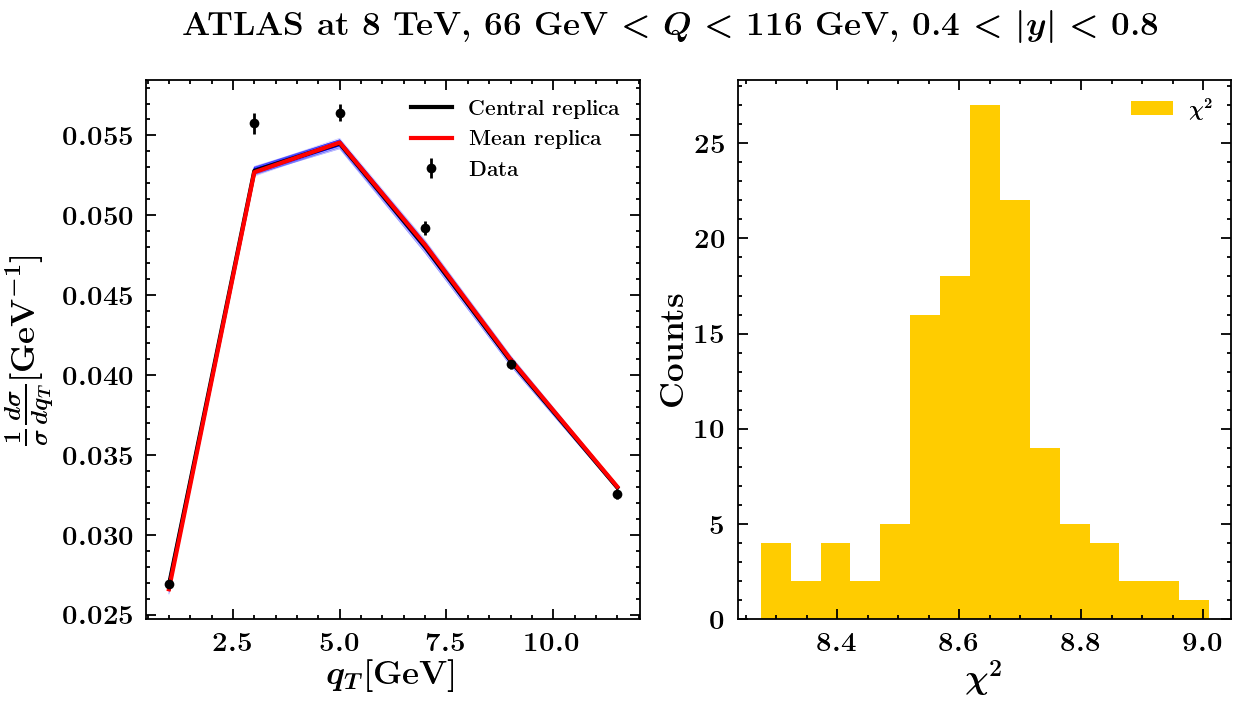 ATLAS at 8 TeV, 66 GeV < Q < 116 GeV, 0.4 < |y| < 0.8
Central replica
Mean replica
Data
0.055
0.050
0.045
0.040
0.035
0.030
0.025
1/σ dσ/dq_T [GeV⁻¹]
2.5 5.0 7.5 10.0
q_T[GeV]
χ²
25
20
15
10
5
0
Counts
8.4 8.6 8.8 9.0
χ²